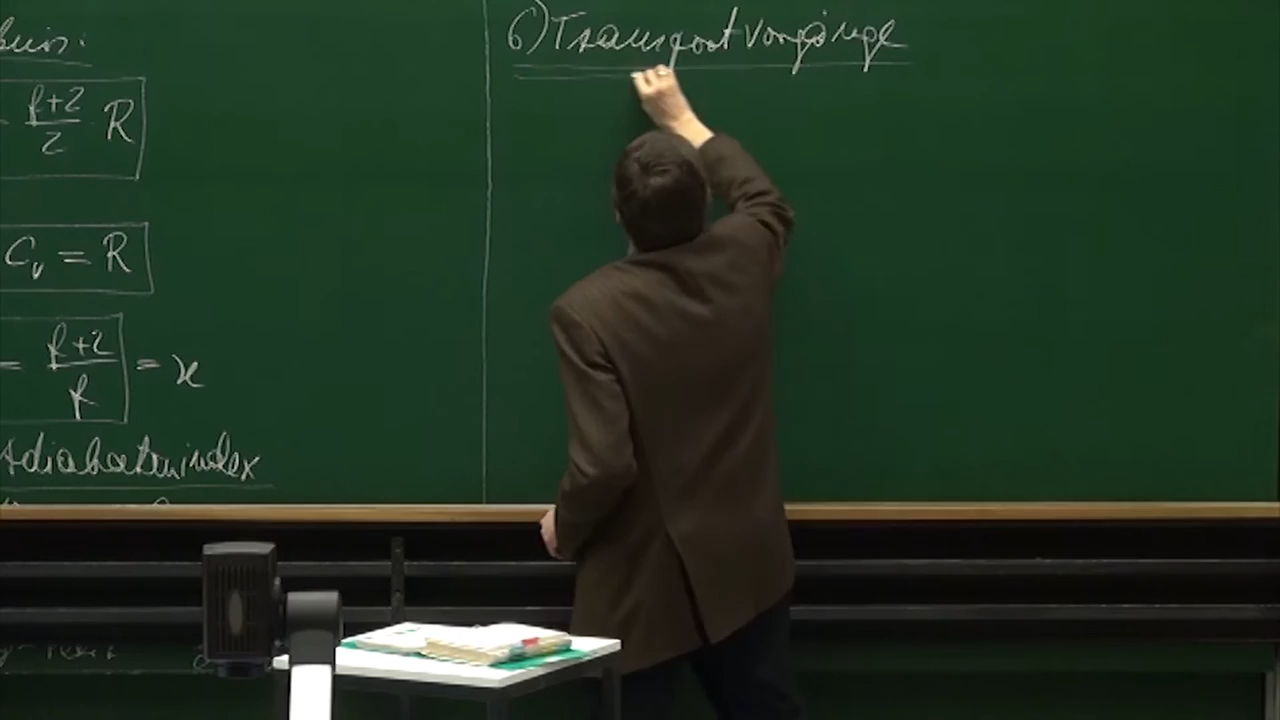 6) Transportvorgänge
f+2
2
R
C_v = R
= f+2
f
= ϰ
Adiabatenindex